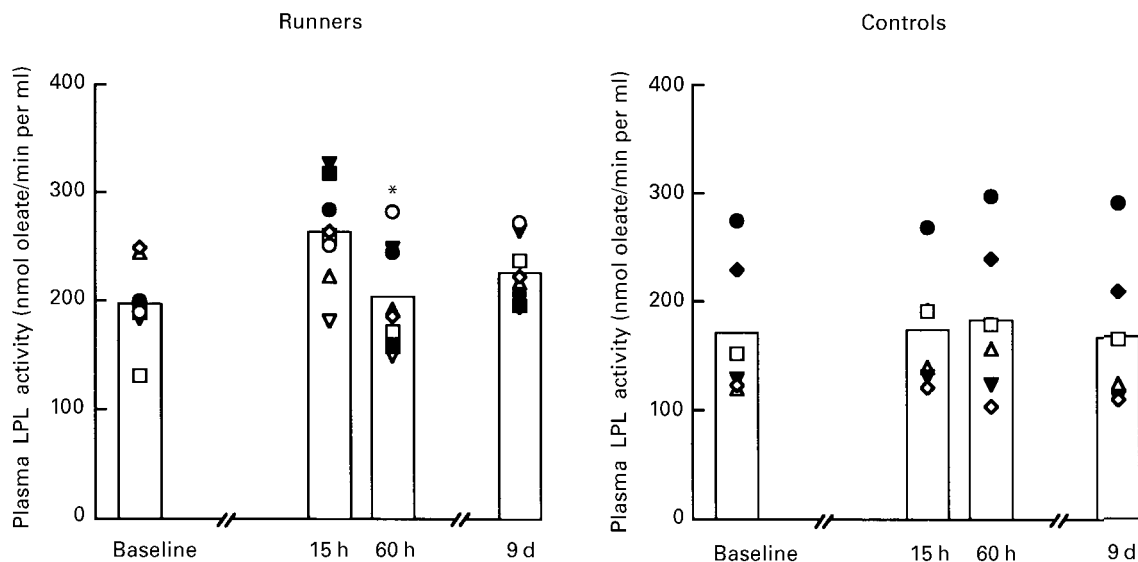 Runners
Controls
Plasma LPL activity (nmol oleate/min per ml)
400
300
200
100
0
*
Baseline
15 h
60 h
9 d
Plasma LPL activity (nmol oleate/min per ml)
400
300
200
100
0
Baseline
15 h
60 h
9 d